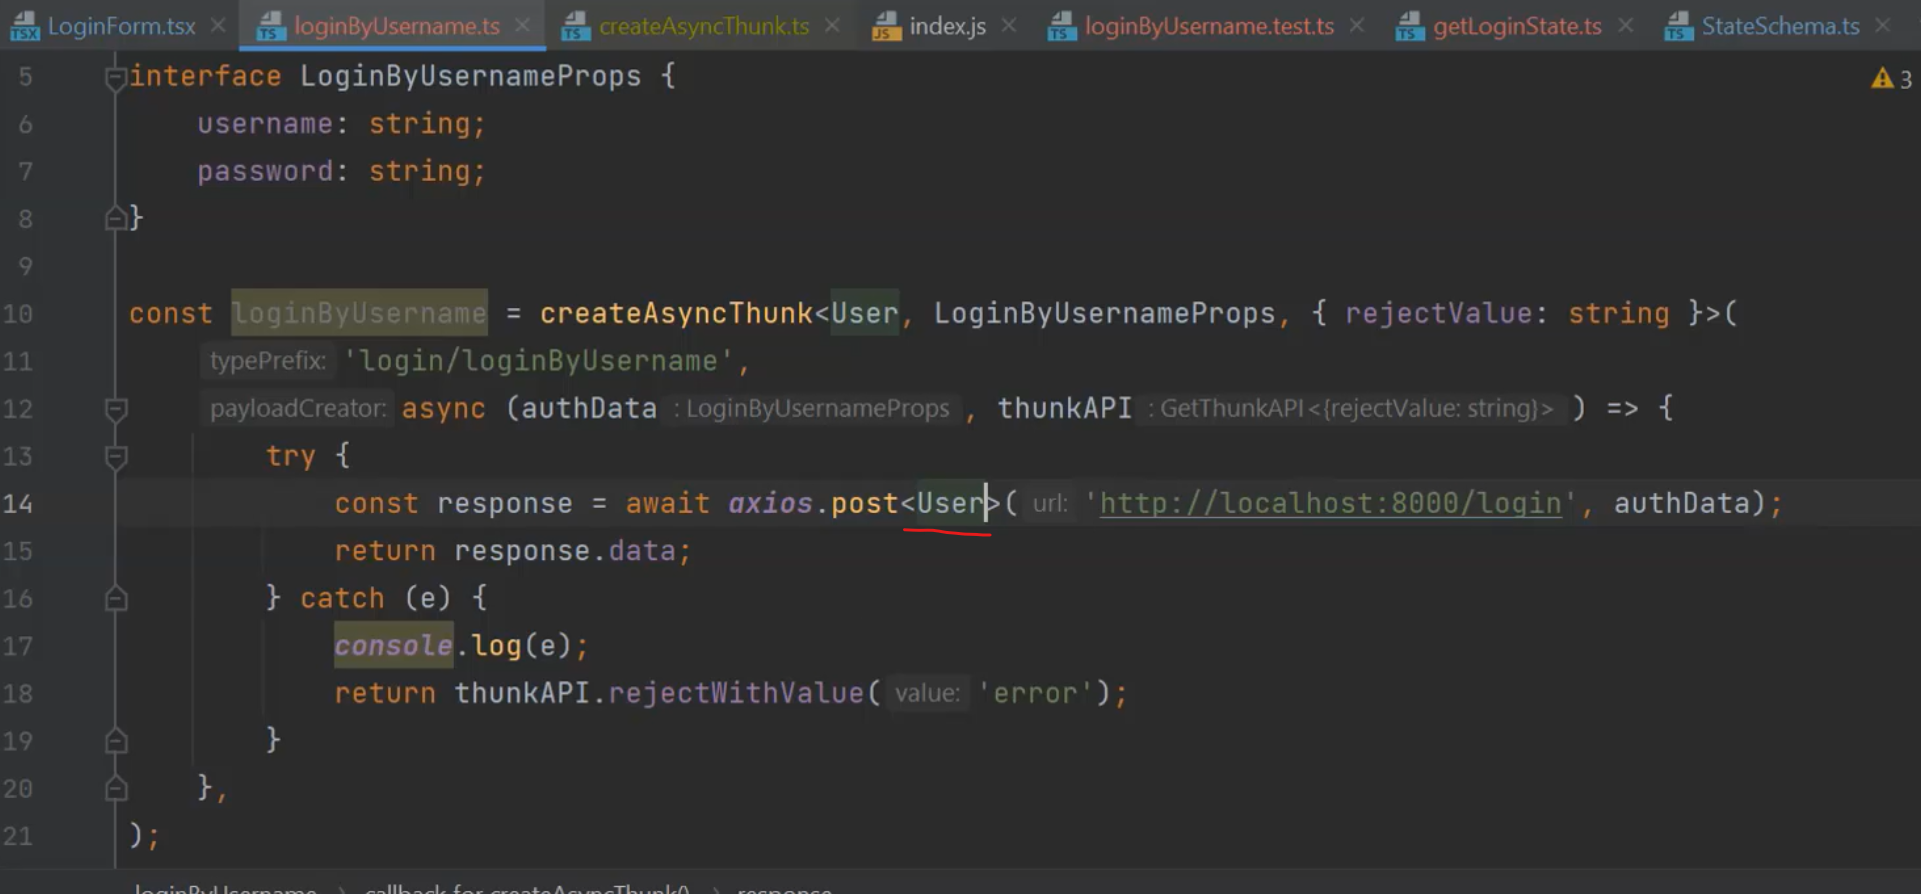 LoginForm.tsx loginByUsername.ts createAsyncThunk.ts index.js loginByUsername.test.ts getLoginState.ts StateSchema.ts
5 interface LoginByUsernameProps { 3
6 username: string;
7 password: string;
8 }
9
10 const loginByUsername = createAsyncThunk<User, LoginByUsernameProps, { rejectValue: string }>(
11 typePrefix: 'login/loginByUsername',
12 payloadCreator: async (authData : LoginByUsernameProps , thunkAPI : GetThunkAPI<{rejectValue: string}> ) => {
13 try {
14 const response = await axios.post<User>( url: 'http://localhost:8000/login', authData);
15 return response.data;
16 } catch (e) {
17 console.log(e);
18 return thunkAPI.rejectWithValue( value: 'error');
19 }
20 },
21 );
loginByUsername > callback for createAsyncThunk() > response